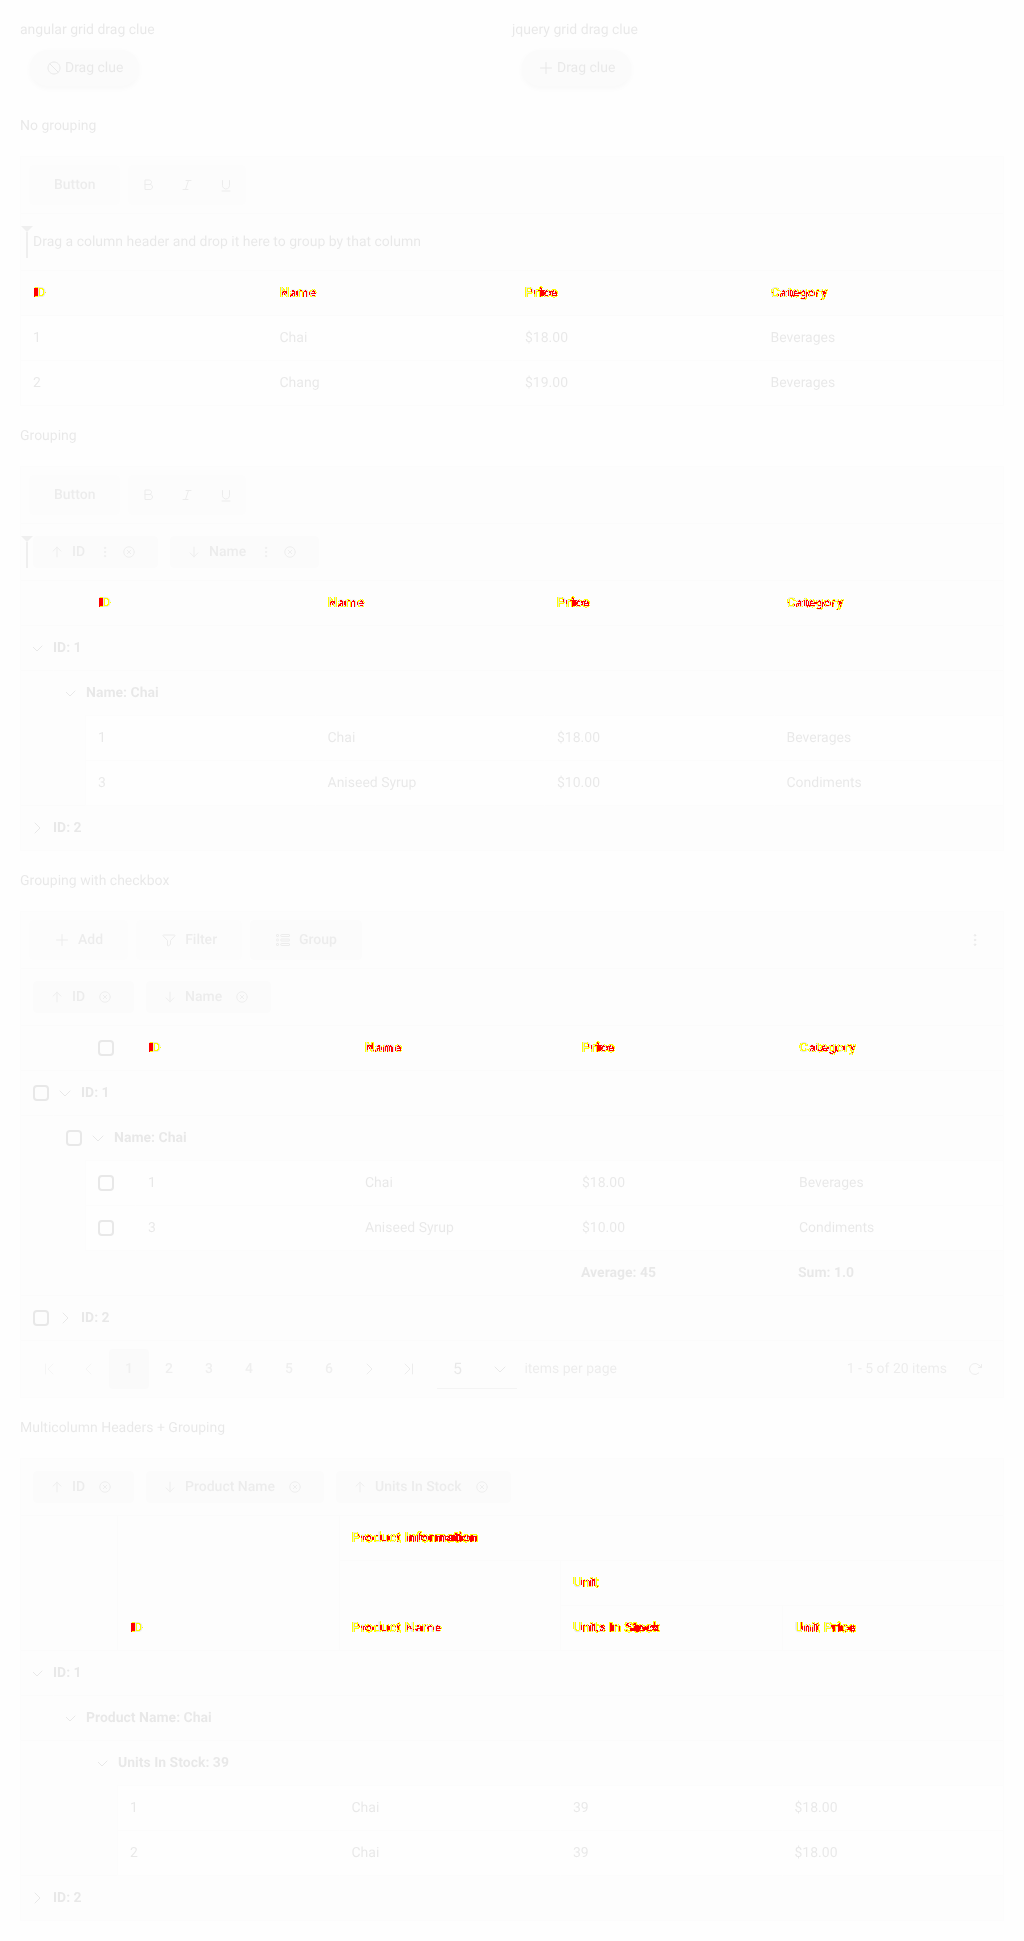 angular grid drag clue jquery grid drag clue
Drag clue Drag clue
No grouping
Button B I U
Drag a column header and drop it here to group by that column
ID Name Price Category
1 Chai $18.00 Beverages
2 Chang $19.00 Beverages
Grouping
Button B I U
ID Name
ID Name Price Category
ID: 1
Name: Chai
1 Chai $18.00 Beverages
3 Aniseed Syrup $10.00 Condiments
ID: 2
Grouping with checkbox
Add Filter Group
ID Name
ID Name Price Category
ID: 1
Name: Chai
1 Chai $18.00 Beverages
3 Aniseed Syrup $10.00 Condiments
Average: 45 Sum: 1.0
ID: 2
1 2 3 4 5 6 5 items per page 1 - 5 of 20 items
Multicolumn Headers + Grouping
ID Product Name Units In Stock
Product Information
Unit
ID Product Name Units In Stock Unit Price
ID: 1
Product Name: Chai
Units In Stock: 39
1 Chai 39 $18.00
2 Chai 39 $18.00
ID: 2